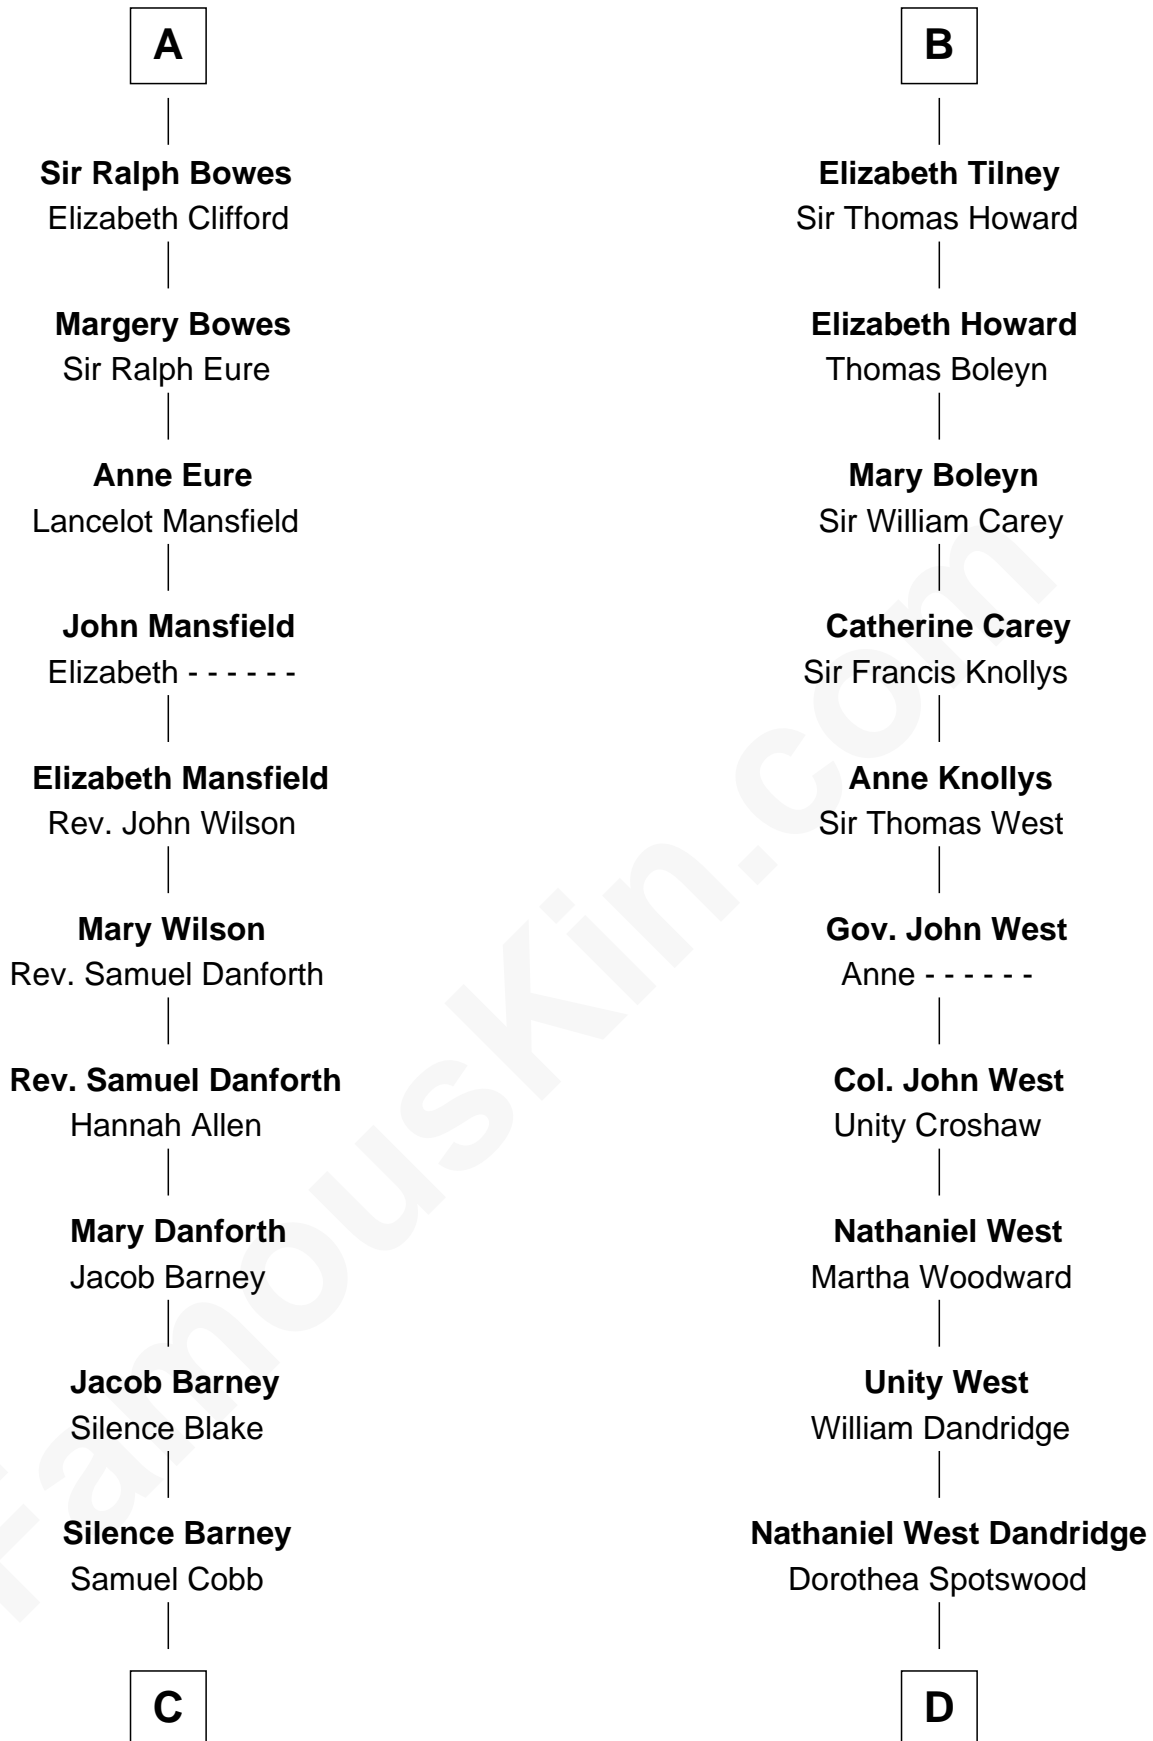 A
Sir Ralph Bowes
Elizabeth Clifford
Margery Bowes
Sir Ralph Eure
Anne Eure
Lancelot Mansfield
John Mansfield
Elizabeth - - - - - -
Elizabeth Mansfield
Rev. John Wilson
Mary Wilson
Rev. Samuel Danforth
Rev. Samuel Danforth
Hannah Allen
Mary Danforth
Jacob Barney
Jacob Barney
Silence Blake
Silence Barney
Samuel Cobb
C
B
Elizabeth Tilney
Sir Thomas Howard
Elizabeth Howard
Thomas Boleyn
Mary Boleyn
Sir William Carey
Catherine Carey
Sir Francis Knollys
Anne Knollys
Sir Thomas West
Gov. John West
Anne - - - - - -
Col. John West
Unity Croshaw
Nathaniel West
Martha Woodward
Unity West
William Dandridge
Nathaniel West Dandridge
Dorothea Spotswood
D
FamousKin.com